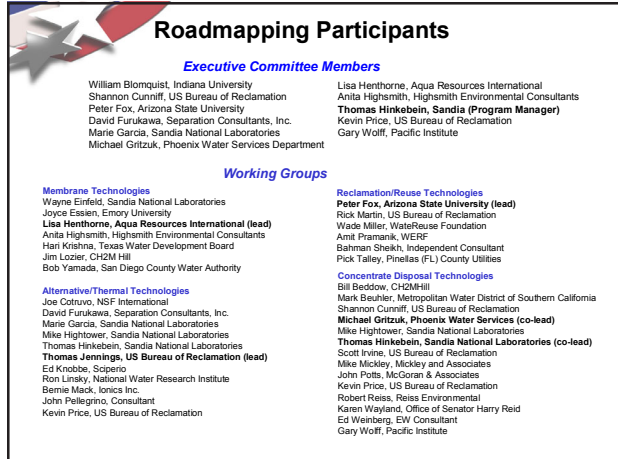 Roadmapping Participants
Executive Committee Members
William Blomquist, Indiana University
Shannon Cunniff, US Bureau of Reclamation
Peter Fox, Arizona State University
David Furukawa, Separation Consultants, Inc.
Marie Garcia, Sandia National Laboratories
Michael Gritzuk, Phoenix Water Services Department
Lisa Henthorne, Aqua Resources International
Anita Highsmith, Highsmith Environmental Consultants
Thomas Hinkebein, Sandia (Program Manager)
Kevin Price, US Bureau of Reclamation
Gary Wolff, Pacific Institute
Working Groups
Membrane Technologies
Wayne Einfeld, Sandia National Laboratories
Joyce Essien, Emory University
Lisa Henthorne, Aqua Resources International (lead)
Anita Highsmith, Highsmith Environmental Consultants
Hari Krishna, Texas Water Development Board
Jim Lozier, CH2M Hill
Bob Yamada, San Diego County Water Authority
Alternative/Thermal Technologies
Joe Cotruvo, NSF International
David Furukawa, Separation Consultants, Inc.
Marie Garcia, Sandia National Laboratories
Mike Hightower, Sandia National Laboratories
Thomas Hinkebein, Sandia National Laboratories
Thomas Jennings, US Bureau of Reclamation (lead)
Ed Knobbe, Sciperio
Ron Linsky, National Water Research Institute
Bernie Mack, Ionics Inc.
John Pellegrino, Consultant
Kevin Price, US Bureau of Reclamation
Reclamation/Reuse Technologies
Peter Fox, Arizona State University (lead)
Rick Martin, US Bureau of Reclamation
Wade Miller, WateReuse Foundation
Amit Pramanik, WERF
Bahman Sheikh, Independent Consultant
Pick Talley, Pinellas (FL) County Utilities
Concentrate Disposal Technologies
Bill Beddow, CH2MHill
Mark Beuhler, Metropolitan Water District of Southern California
Shannon Cunniff, US Bureau of Reclamation
Michael Gritzuk, Phoenix Water Services (co-lead)
Mike Hightower, Sandia National Laboratories
Thomas Hinkebein, Sandia National Laboratories (co-lead)
Scott Irvine, US Bureau of Reclamation
Mike Mickley, Mickley and Associates
John Potts, McGoran & Associates
Kevin Price, US Bureau of Reclamation
Robert Reiss, Reiss Environmental
Karen Wayland, Office of Senator Harry Reid
Ed Weinberg, EW Consultant
Gary Wolff, Pacific Institute